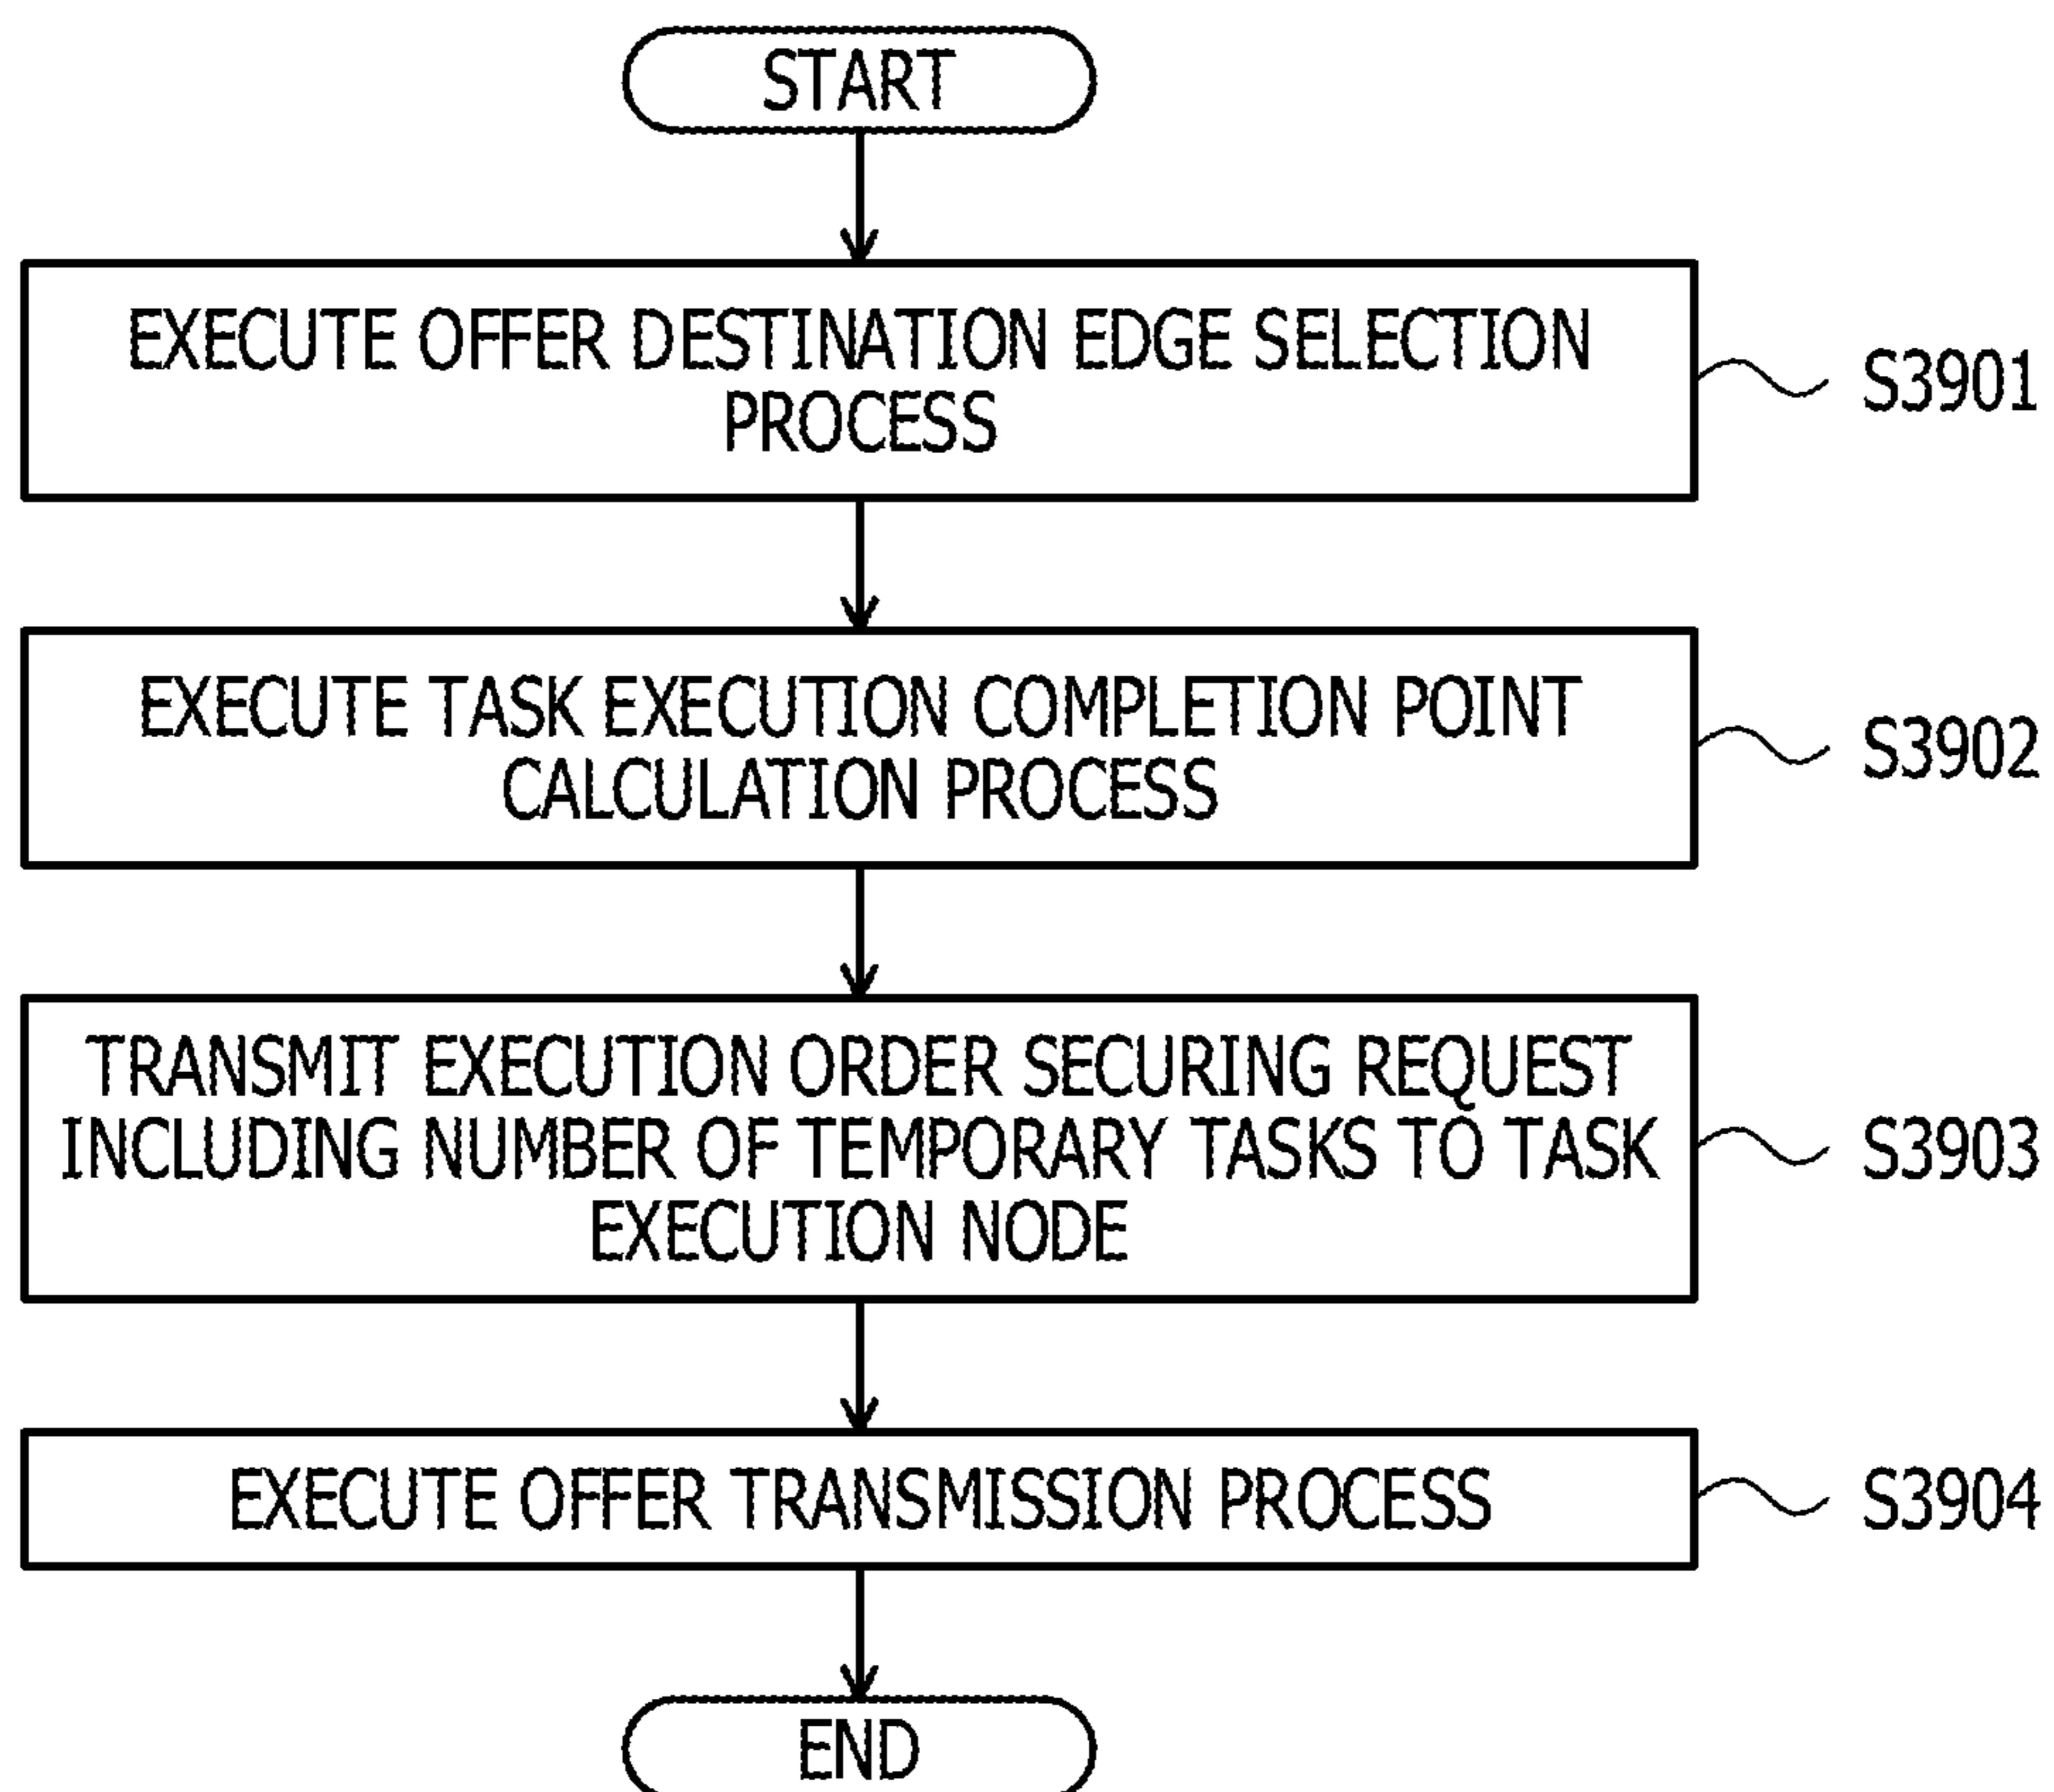 START
EXECUTE OFFER DESTINATION EDGE SELECTION
PROCESS
S3901
EXECUTE TASK EXECUTION COMPLETION POINT
CALCULATION PROCESS
S3902
TRANSMIT EXECUTION ORDER SECURING REQUEST
INCLUDING NUMBER OF TEMPORARY TASKS TO TASK
EXECUTION NODE
S3903
EXECUTE OFFER TRANSMISSION PROCESS
S3904
END